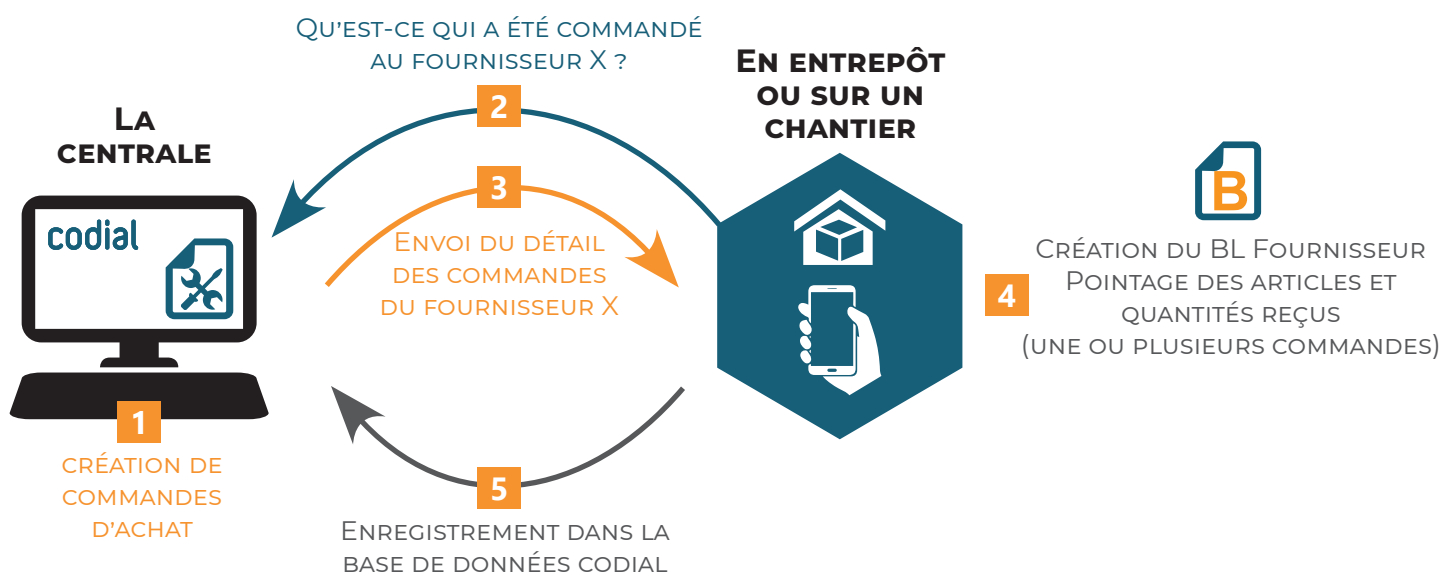 La
centrale
codial
1
création de
commandes
d'achat
Qu'est-ce qui a été commandé
au fournisseur X ?
2
3
Envoi du détail
des commandes
du fournisseur X
En entrepôt
ou sur un
chantier
B
4
Création du BL Fournisseur
Pointage des articles et
quantités reçus
(une ou plusieurs commandes)
5
Enregistrement dans la
base de données codial